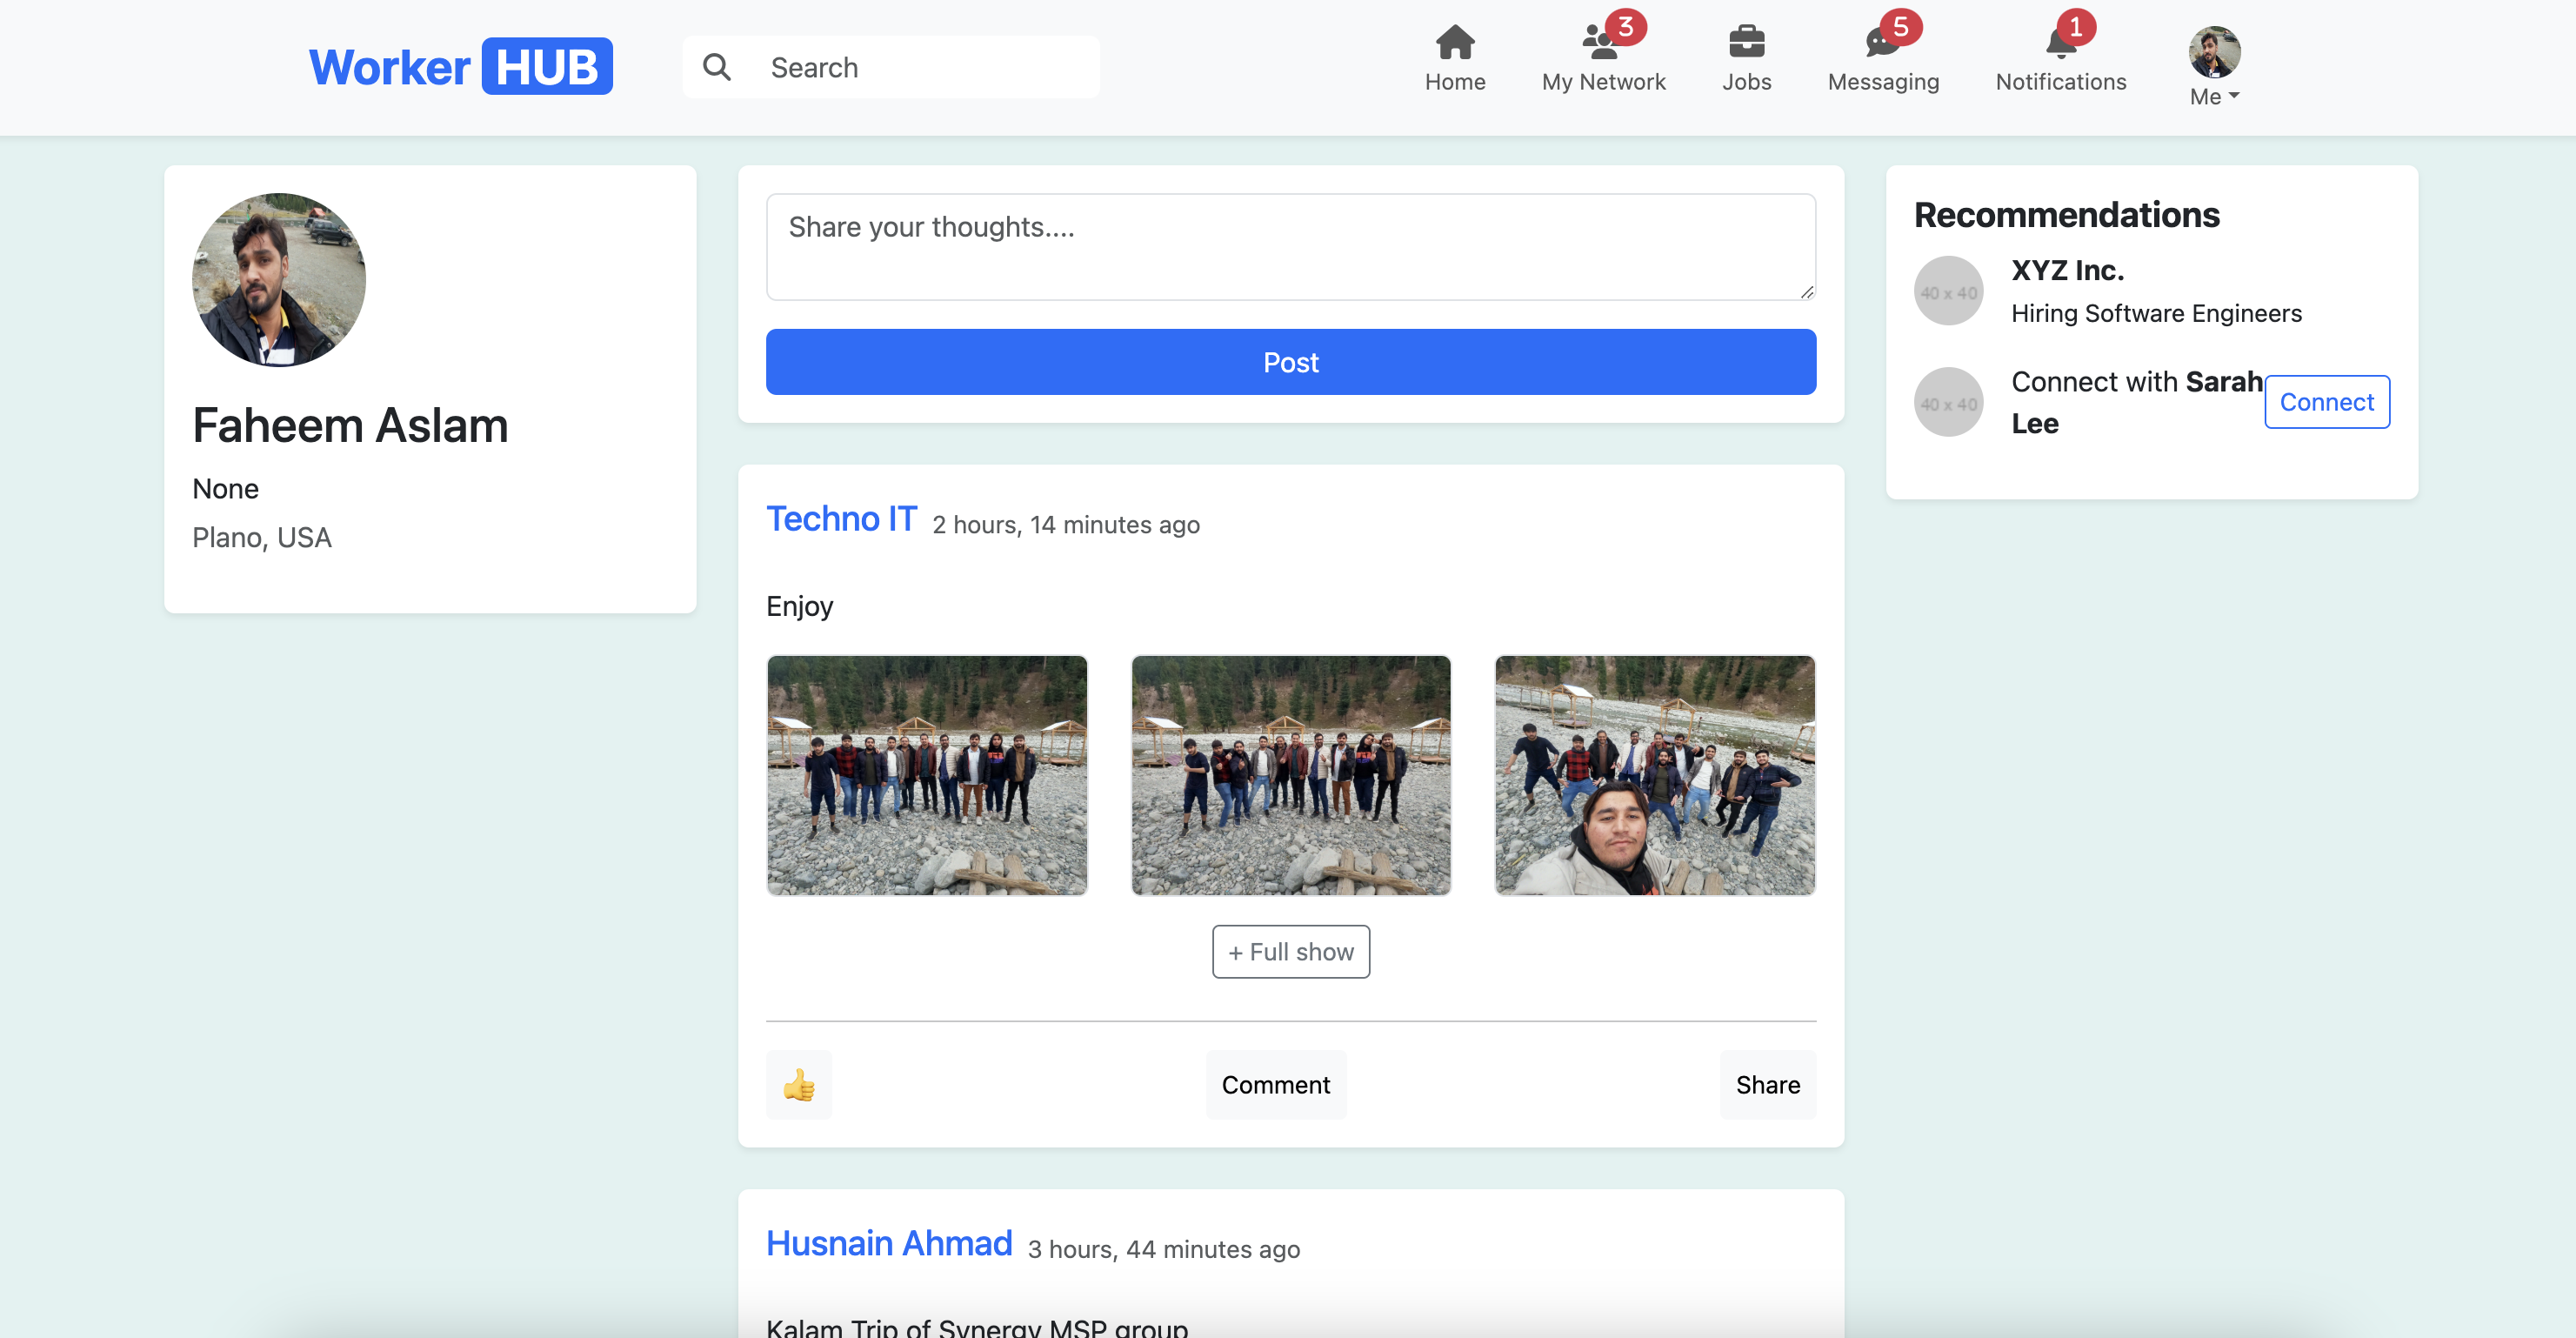 Worker HUB
Search
Home
3
My Network
Jobs
5
Messaging
1
Notifications
Me
Faheem Aslam
None
Plano, USA
Share your thoughts....
Post
Techno IT 2 hours, 14 minutes ago
Enjoy
+ Full show
Comment
Share
Husnain Ahmad 3 hours, 44 minutes ago
Kalam Trip of Synergy MSP group
Recommendations
40 x 40
XYZ Inc.
Hiring Software Engineers
40 x 40
Connect with Sarah
Lee
Connect